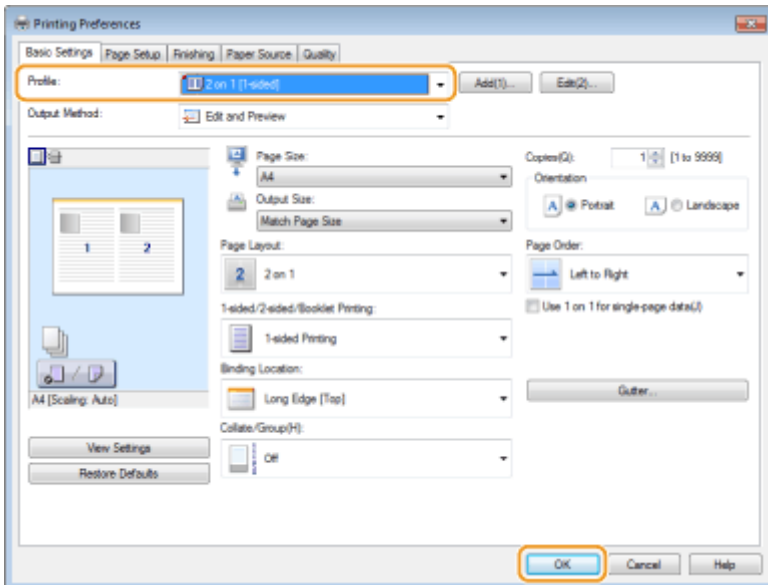 Printing Preferences
Basic Settings Page Setup Finishing Paper Source Quality
Profile: 2 on 1 [1-sided] Add(1)... Edit(2)...
Output Method: Edit and Preview
Page Size:
A4
Output Size:
Match Page Size
Copies(Q): 1 [1 to 9999]
Orientation
A Portrait A Landscape
1 2
Page Layout:
2 2 on 1
Page Order:
Left to Right
Use 1 on 1 for single-page data(J)
1-sided/2-sided/Booklet Printing:
1-sided Printing
Binding Location:
Long Edge [Top]
Gutter...
A4 [Scaling: Auto]
Collate/Group(H):
Off
View Settings
Restore Defaults
OK Cancel Help